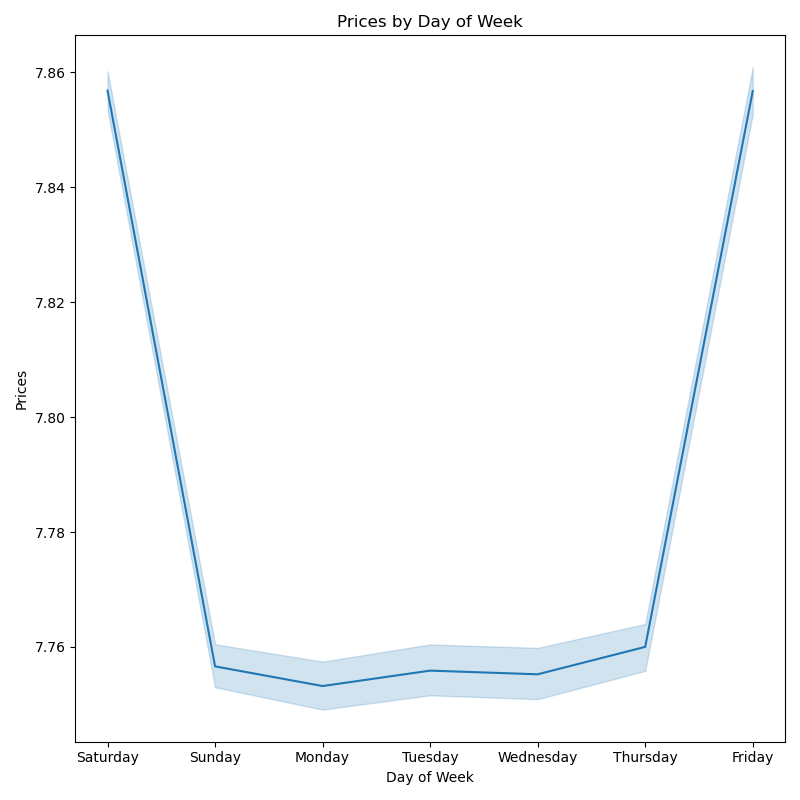 Prices by Day of Week
Prices
7.86
7.84
7.82
7.80
7.78
7.76
Saturday Sunday Monday Tuesday Wednesday Thursday Friday
Day of Week